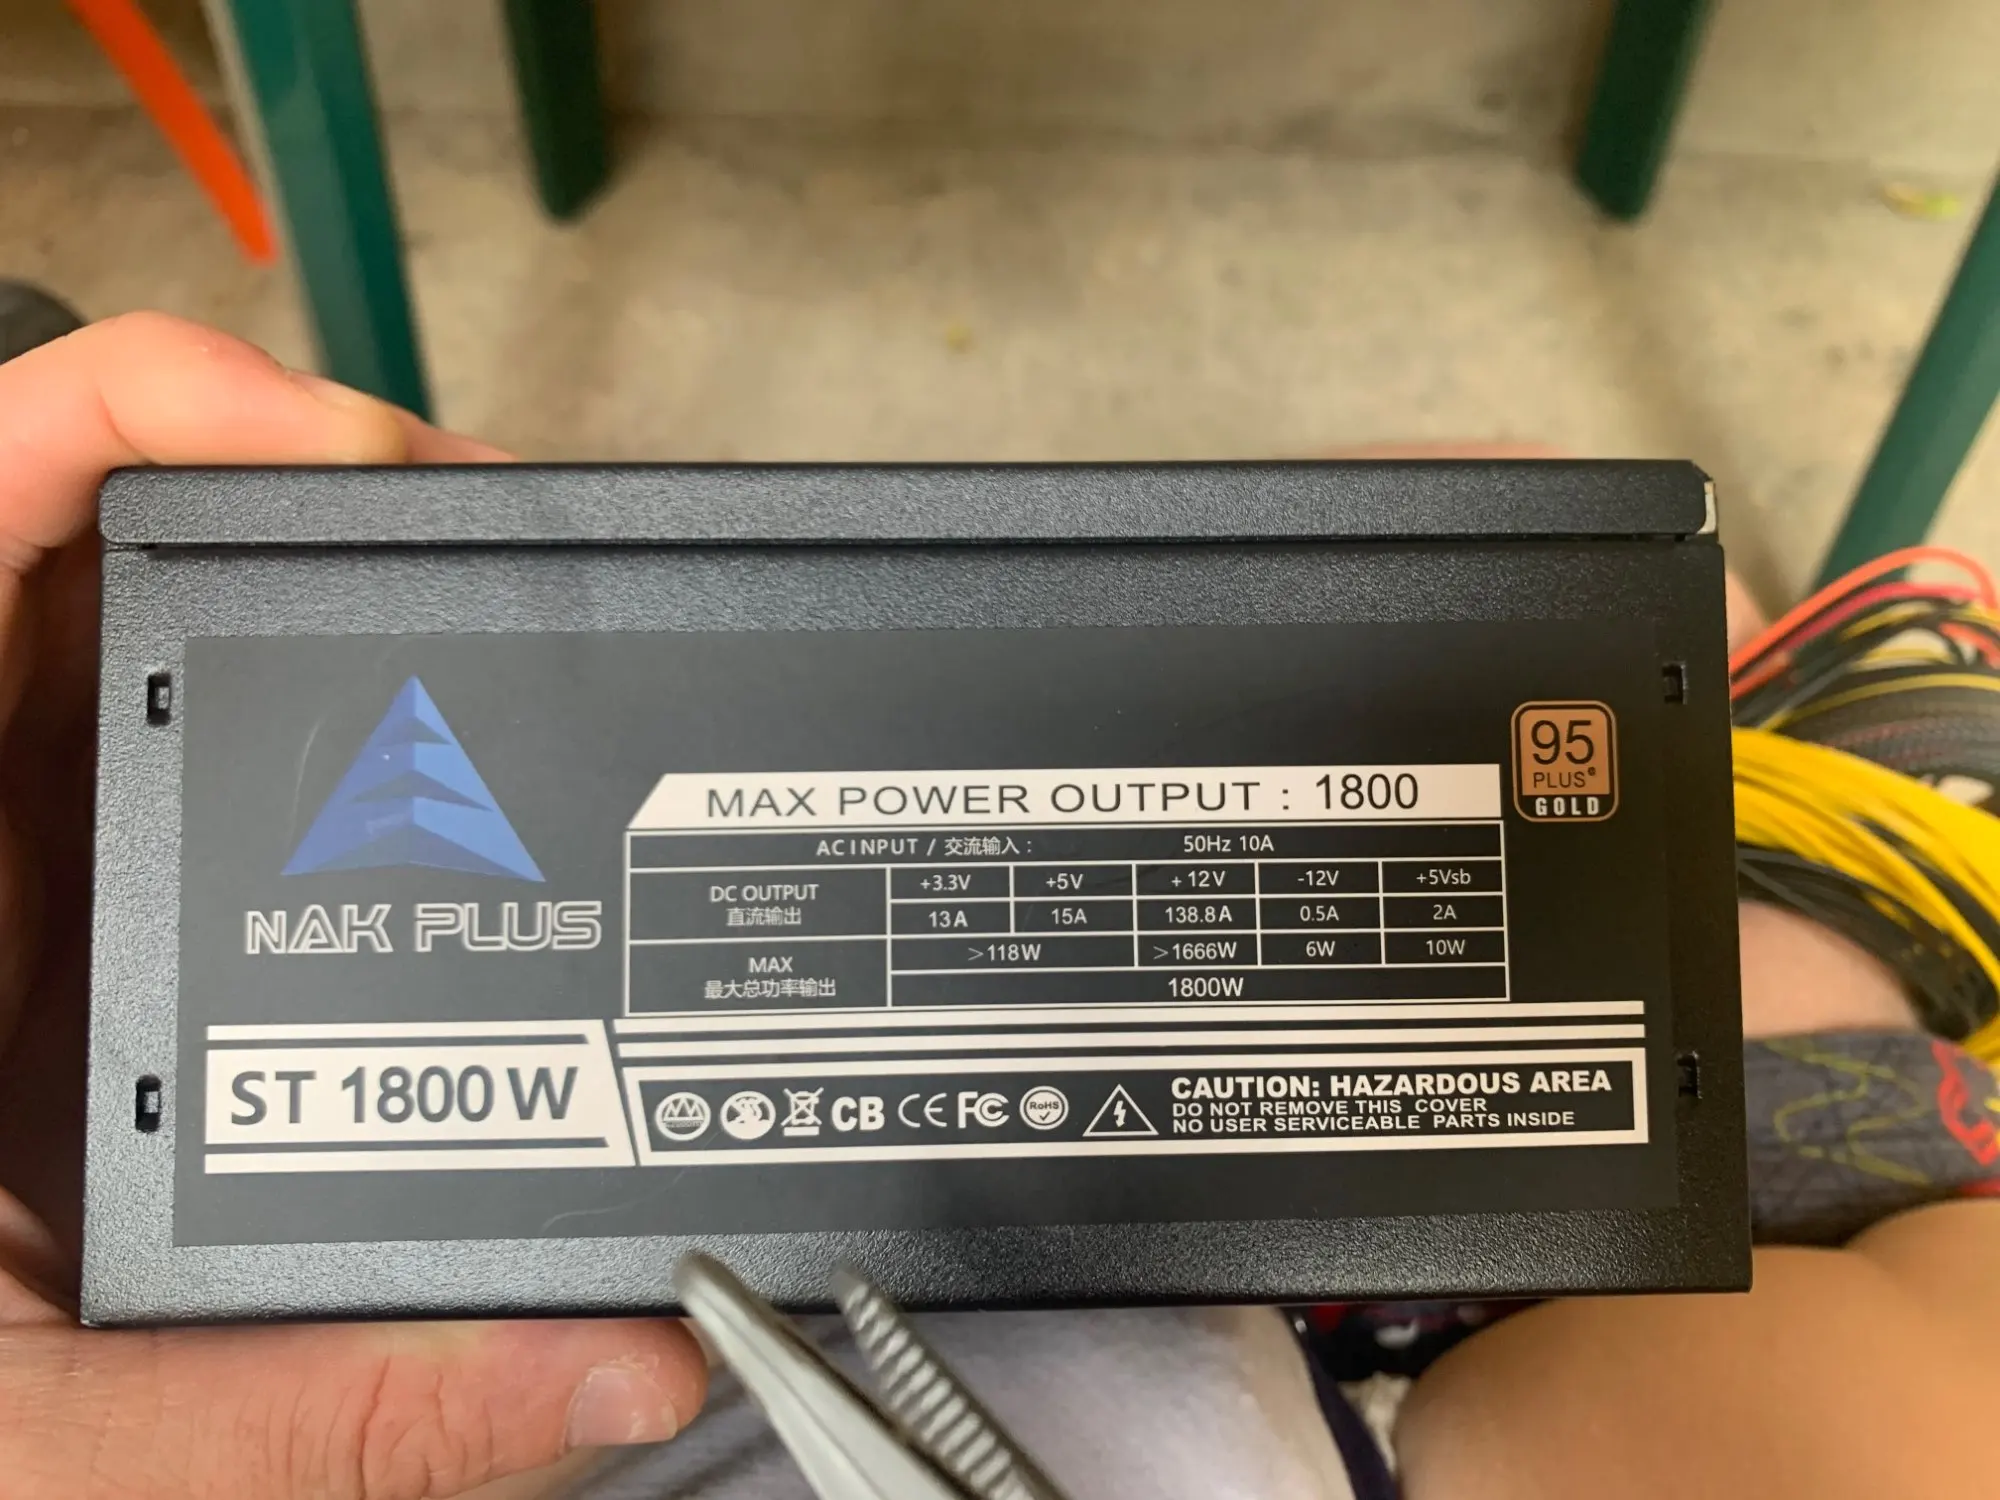 NAK PLUS
95
PLUS®
GOLD
MAX POWER OUTPUT : 1800
AC INPUT / 交流输入 : 50Hz 10A
DC OUTPUT
直流输出
+3.3V +5V +12V -12V +5Vsb
13A 15A 138.8A 0.5A 2A
MAX
最大总功率输出
>118W >1666W 6W 10W
1800W
ST 1800W
CB CE FC RoHS
CAUTION: HAZARDOUS AREA
DO NOT REMOVE THIS COVER
NO USER SERVICEABLE PARTS INSIDE